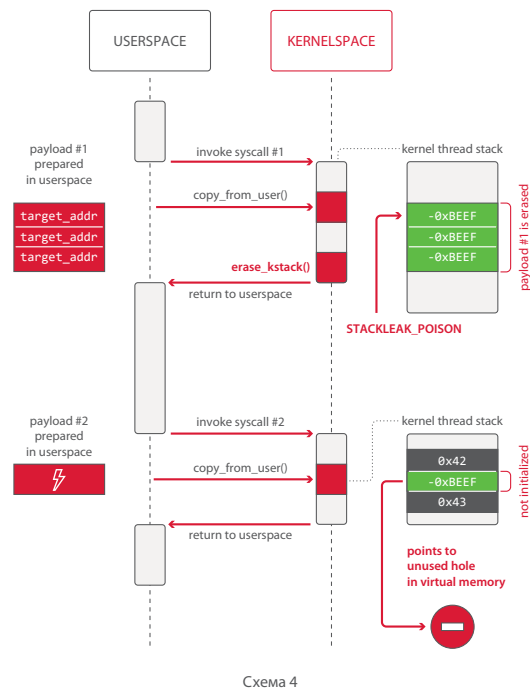 USERSPACE
KERNELSPACE
payload #1
prepared
in userspace
target_addr
target_addr
target_addr
invoke syscall #1
copy_from_user()
erase_kstack()
return to userspace
kernel thread stack
-0xBEEF
-0xBEEF
-0xBEEF
payload #1 is erased
STACKLEAK_POISON
payload #2
prepared
in userspace
invoke syscall #2
copy_from_user()
return to userspace
kernel thread stack
0x42
-0xBEEF
0x43
not initialized
points to
unused hole
in virtual memory
Схема 4